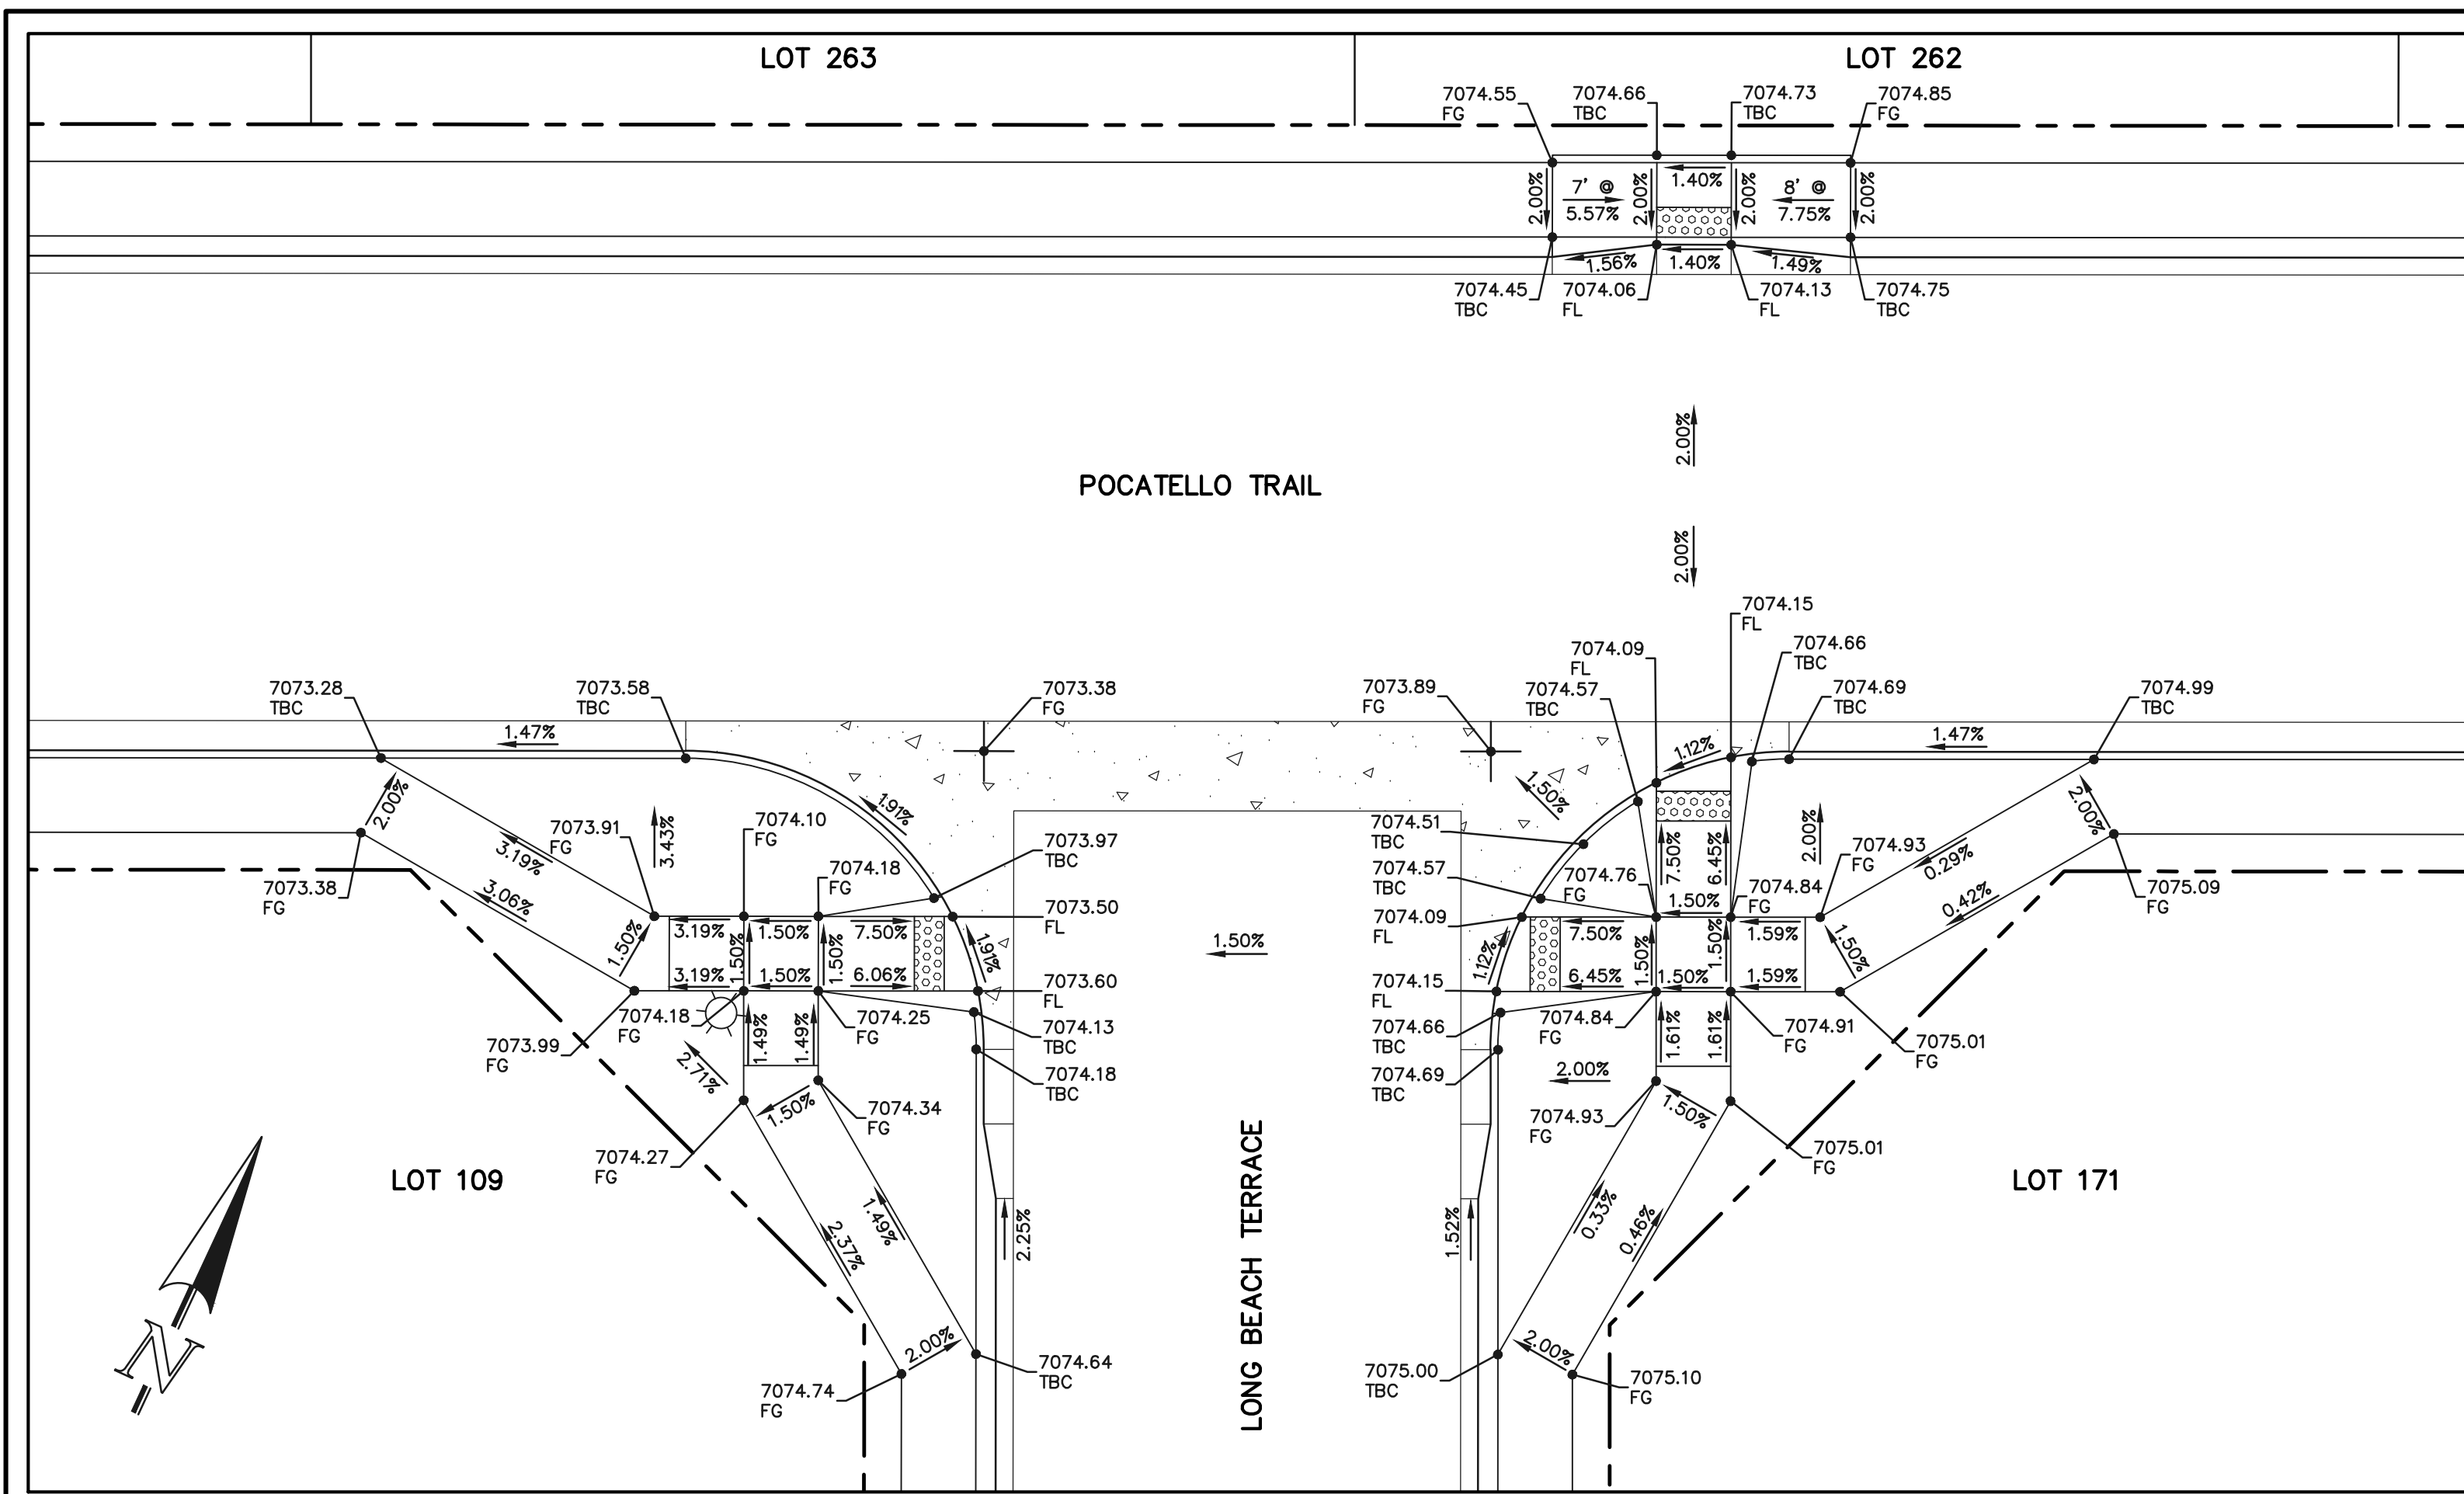 LOT 263
LOT 262
7074.55
FG
7074.66
TBC
7074.73
TBC
7074.85
FG
2.00%
7' @
5.57%
2.00%
1.40%
2.00%
8' @
7.75%
2.00%
1.56%
1.40%
1.49%
7074.45
TBC
7074.06
FL
7074.13
FL
7074.75
TBC
2.00%
POCATELLO TRAIL
2.00%
7074.15
FL
7074.09
FL
7074.66
TBC
7073.28
TBC
7073.58
TBC
7073.38
FG
7073.89
FG
7074.57
TBC
7074.69
TBC
7074.99
TBC
1.47%
1.12%
1.47%
2.00%
1.91%
1.50%
2.00%
7073.91
FG
3.43%
7074.10
FG
7073.97
TBC
7074.51
TBC
7.50%
6.45%
2.00%
7074.93
FG
3.19%
7074.18
FG
7074.57
TBC
7074.76
FG
7074.84
FG
0.29%
7073.38
FG
3.06%
7073.50
FL
7074.09
FL
1.50%
0.42%
7075.09
FG
1.50%
3.19%
1.50%
1.50%
1.50%
7.50%
1.91%
1.50%
1.12%
7.50%
1.50%
1.50%
1.59%
1.50%
3.19%
1.50%
6.06%
7073.60
FL
7074.15
FL
6.45%
1.50%
1.59%
7074.18
FG
7074.25
FG
7074.13
TBC
7074.66
TBC
7074.84
FG
7074.91
FG
7073.99
FG
1.49%
1.49%
1.61%
1.61%
7075.01
FG
2.71%
7074.18
TBC
7074.69
TBC
2.00%
1.50%
7074.34
FG
7074.93
FG
1.50%
7074.27
FG
7075.01
FG
LOT 109
LOT 171
LONG BEACH TERRACE
1.49%
2.37%
2.25%
1.52%
0.33%
0.46%
2.00%
2.00%
7074.64
TBC
7075.00
TBC
7074.74
FG
7075.10
FG
N